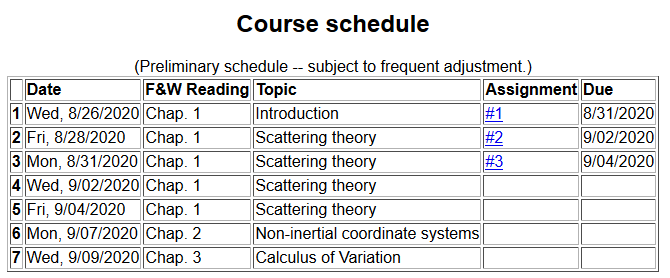 Course schedule
(Preliminary schedule -- subject to frequent adjustment.)
Date F&W Reading Topic Assignment Due
1 Wed, 8/26/2020 Chap. 1 Introduction #1 8/31/2020
2 Fri, 8/28/2020 Chap. 1 Scattering theory #2 9/02/2020
3 Mon, 8/31/2020 Chap. 1 Scattering theory #3 9/04/2020
4 Wed, 9/02/2020 Chap. 1 Scattering theory
5 Fri, 9/04/2020 Chap. 1 Scattering theory
6 Mon, 9/07/2020 Chap. 2 Non-inertial coordinate systems
7 Wed, 9/09/2020 Chap. 3 Calculus of Variation